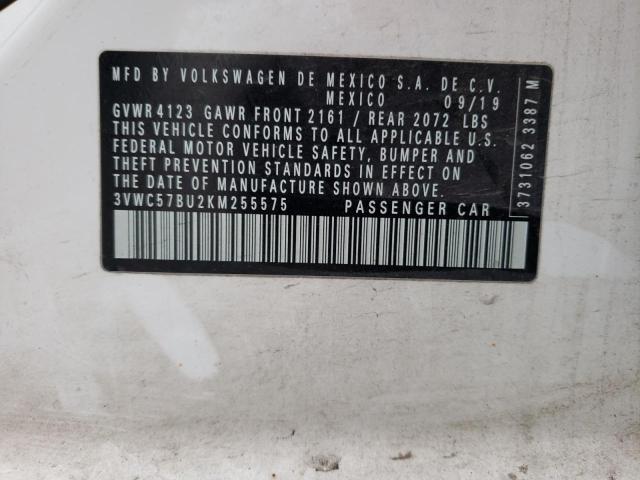 MFD BY VOLKSWAGEN DE MEXICO S.A. DE C.V.
MEXICO 09/19
GVWR 4123 GAWR FRONT 2161 / REAR 2072 LBS
THIS VEHICLE CONFORMS TO ALL APPLICABLE U.S.
FEDERAL MOTOR VEHICLE SAFETY, BUMPER AND
THEFT PREVENTION STANDARDS IN EFFECT ON
THE DATE OF MANUFACTURE SHOWN ABOVE.
3VWC57BU2KM255575 PASSENGER CAR
3731062 3387 M